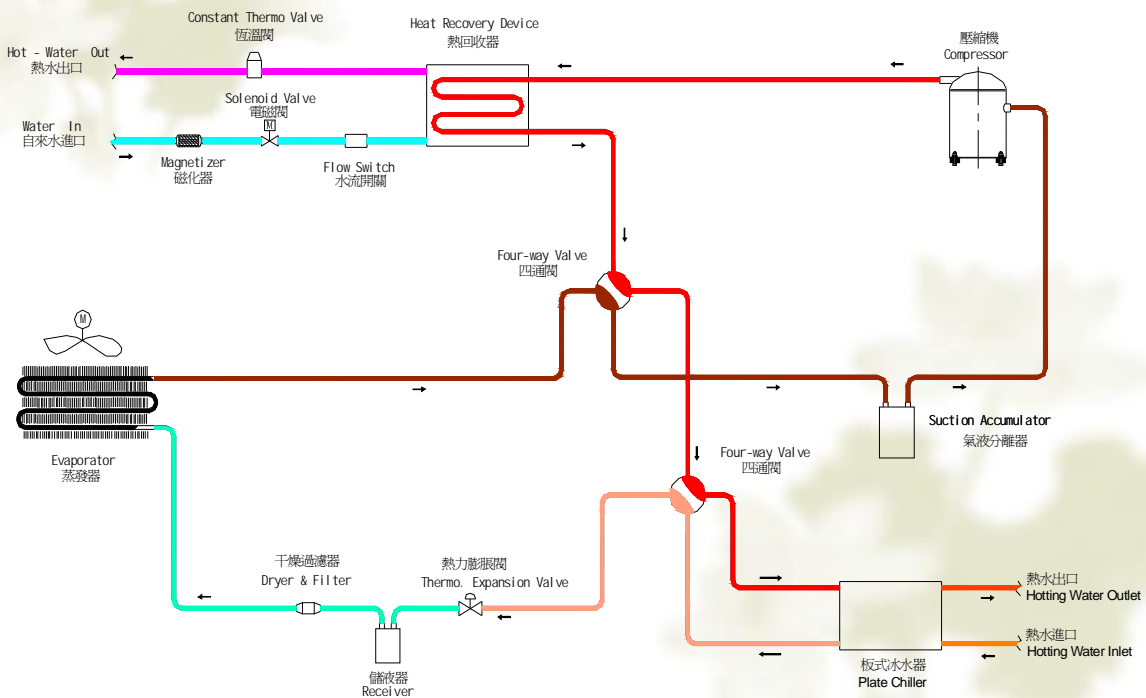 Constant Thermo Valve
恆溫閥
Heat Recovery Device
熱回收器
壓縮機
Compressor
Hot - Water Out
熱水出口
Solenoid Valve
電磁閥
M
Water In
自來水進口
Magnetizer
磁化器
Flow Switch
水流開關
Four-way Valve
四通閥
M
Evaporator
蒸發器
Suction Accumulator
氣液分離器
Four-way Valve
四通閥
干燥過濾器
Dryer & Filter
熱力膨脹閥
Thermo. Expansion Valve
熱水出口
Hotting Water Outlet
熱水進口
Hotting Water Inlet
板式冰水器
Plate Chiller
儲液器
Receiver